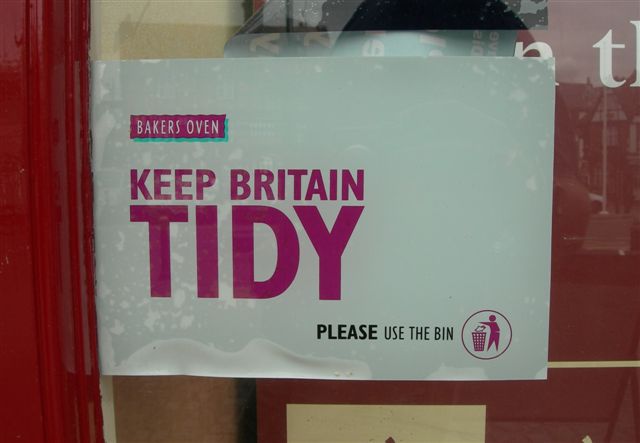 BAKERS OVEN
KEEP BRITAIN
TIDY
PLEASE USE THE BIN